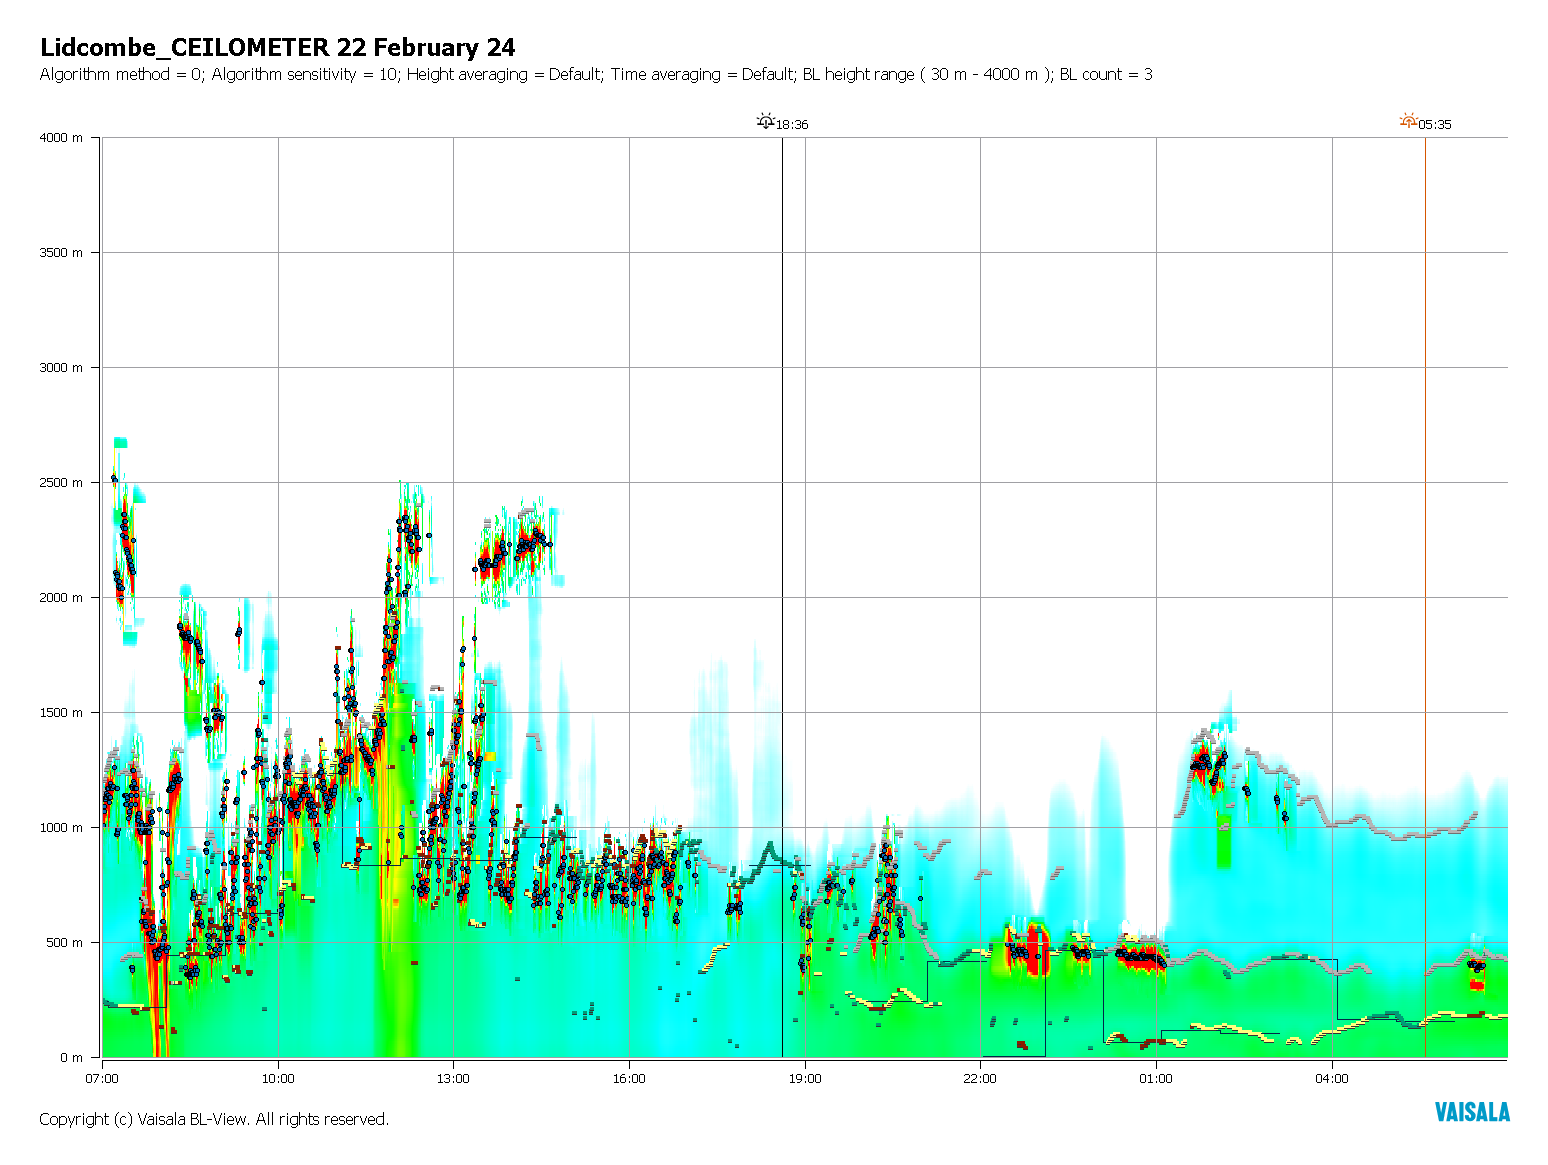 Lidcombe_CEILOMETER 22 February 24
Algorithm method = 0; Algorithm sensitivity = 10; Height averaging = Default; Time averaging = Default; BL height range ( 30 m - 4000 m ); BL count = 3
18:36 05:35
4000 m
3500 m
3000 m
2500 m
2000 m
1500 m
1000 m
500 m
0 m
07:00 10:00 13:00 16:00 19:00 22:00 01:00 04:00
Copyright (c) Vaisala BL-View. All rights reserved.
VAISALA